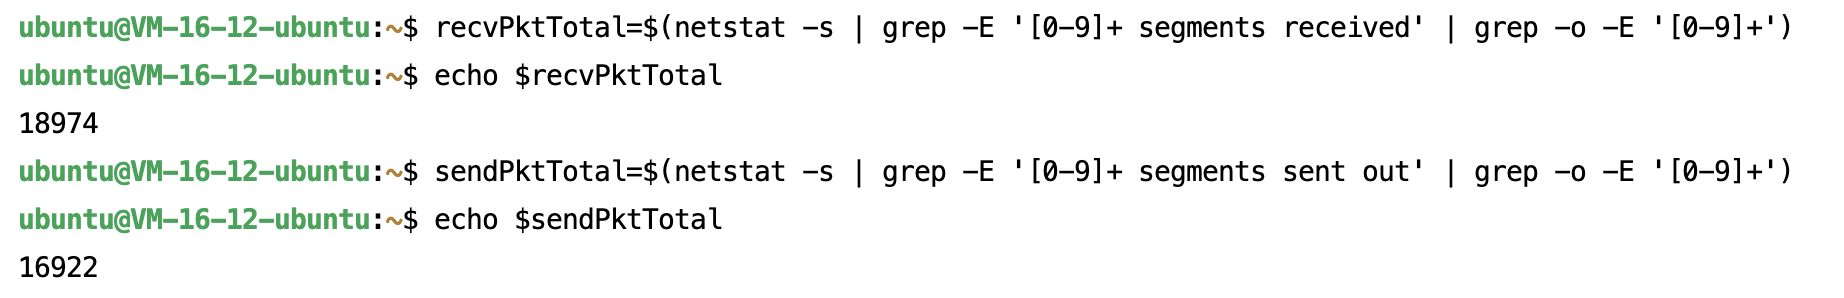 ubuntu@VM-16-12-ubuntu:~$ recvPktTotal=$(netstat -s | grep -E '[0-9]+ segments received' | grep -o -E '[0-9]+')
ubuntu@VM-16-12-ubuntu:~$ echo $recvPktTotal
18974
ubuntu@VM-16-12-ubuntu:~$ sendPktTotal=$(netstat -s | grep -E '[0-9]+ segments sent out' | grep -o -E '[0-9]+')
ubuntu@VM-16-12-ubuntu:~$ echo $sendPktTotal
16922